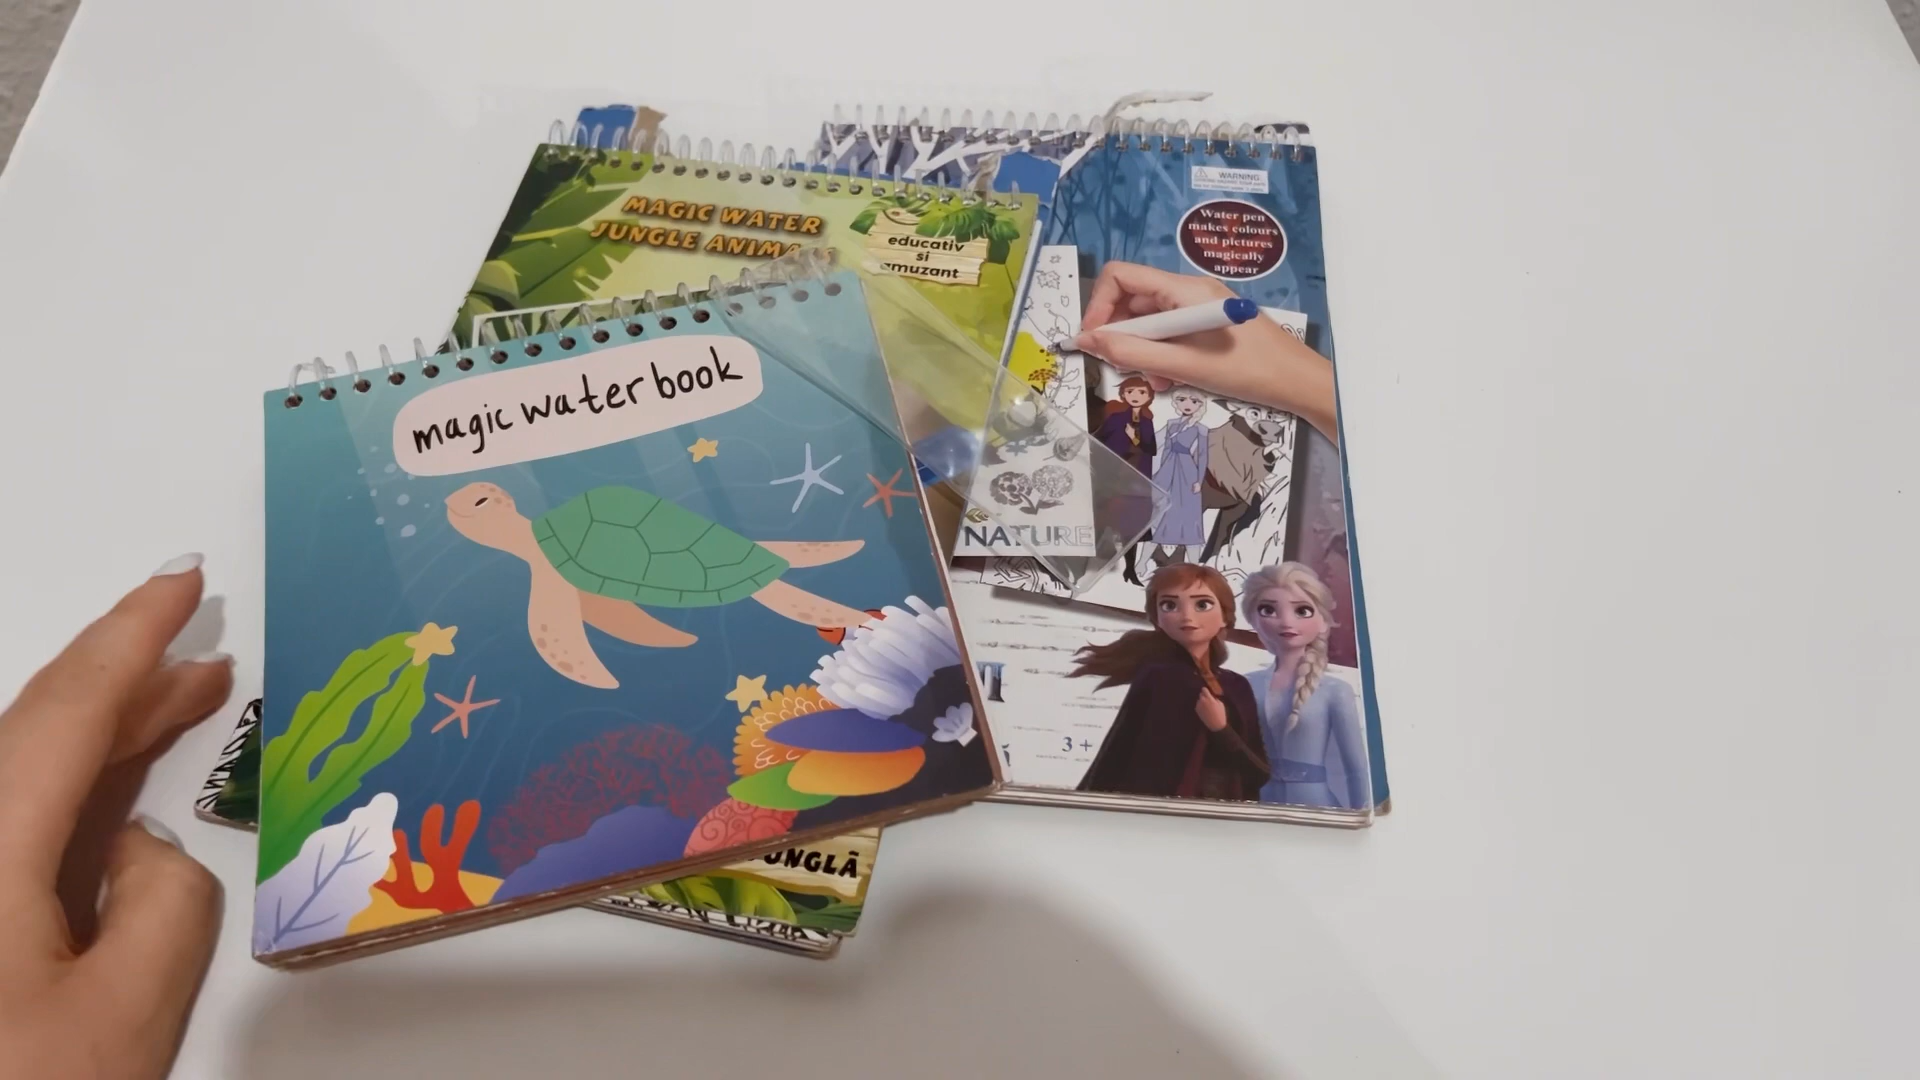 MAGIC WATER
JUNGLE ANIMA
educativ
si
amuzant
WARNING
Water pen
makes colours
and pictures
magically
appear
magic water book
NATURE
3 +
JUNGLĂ